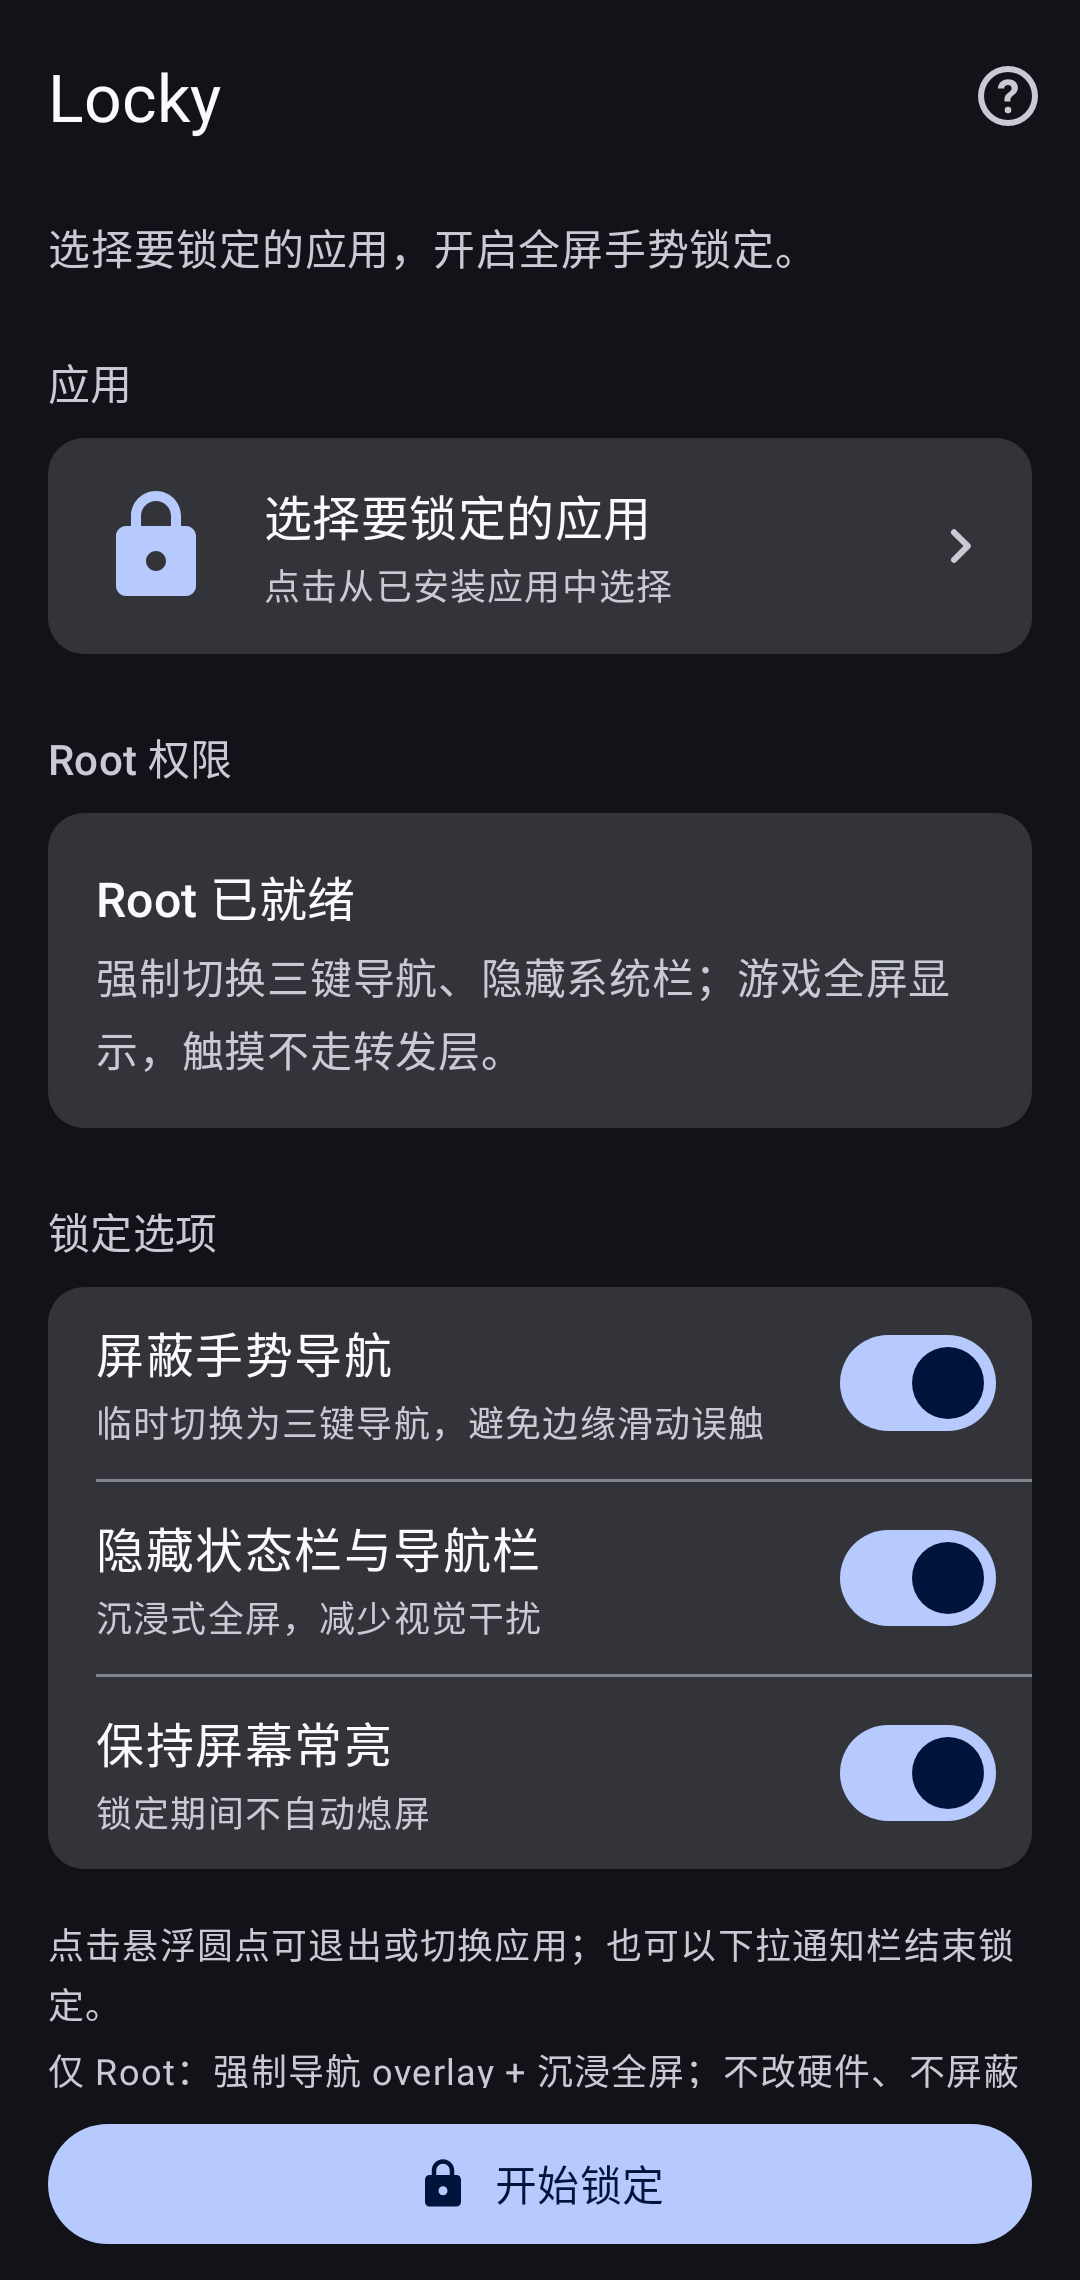 Locky
选择要锁定的应用，开启全屏手势锁定。
应用
选择要锁定的应用
点击从已安装应用中选择
Root 权限
Root 已就绪
强制切换三键导航、隐藏系统栏；游戏全屏显
示，触摸不走转发层。
锁定选项
屏蔽手势导航
临时切换为三键导航，避免边缘滑动误触
隐藏状态栏与导航栏
沉浸式全屏，减少视觉干扰
保持屏幕常亮
锁定期间不自动熄屏
点击悬浮圆点可退出或切换应用；也可以下拉通知栏结束锁
定。
仅 Root：强制导航 overlay + 沉浸全屏；不改硬件、不屏蔽
开始锁定